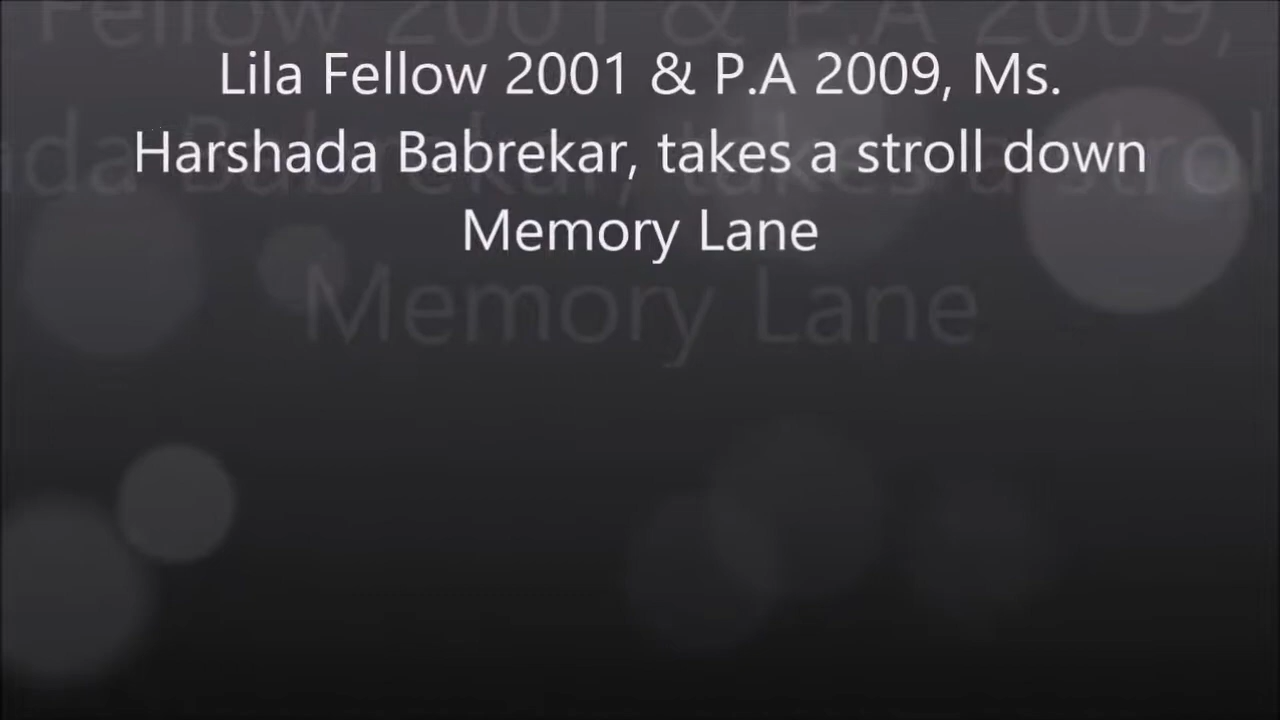 Lila Fellow 2001 & P.A 2009, Ms.
Harshada Babrekar, takes a stroll down
Memory Lane